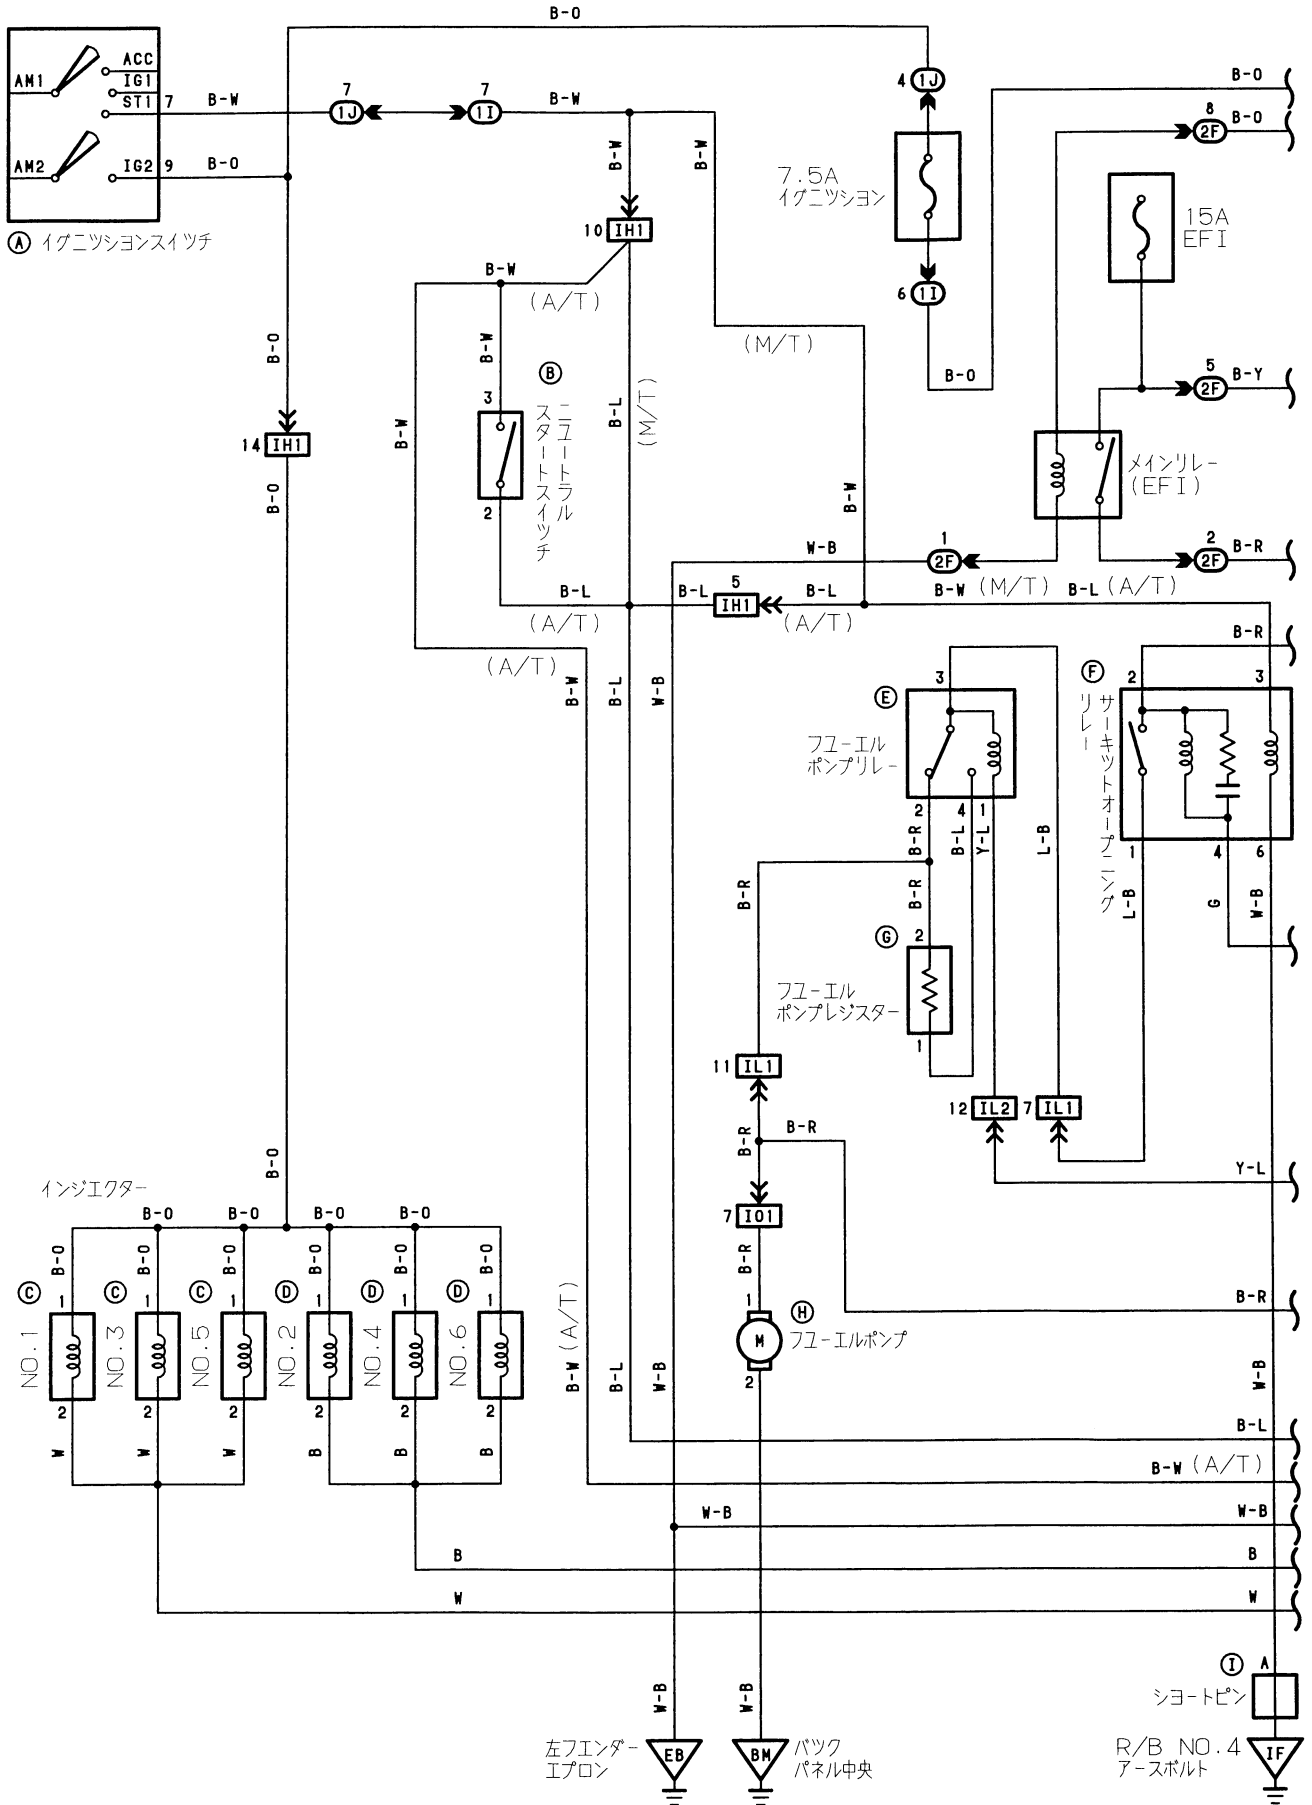 B-O
ACC
AM1
IG1
ST1 7
B-W
7
1J
7
1I
B-W
4 1J
B-O
8
2F
B-O
AM2
IG2 9
B-O
B-W
B-W
7.5A
イグニツシヨン
15A
EFI
Ⓐ イグニツシヨンスイツチ
10 IH1
B-W
(A/T)
6 1I
(M/T)
B-O
B-O
B-W
Ⓑ
3
ニユートラル
スタートスイツチ
2
B-W
B-L
(M/T)
5
2F
B-Y
14 IH1
B-O
B-W
メインリレー
(EFI)
W-B
1
2F
2
2F
B-R
B-L
(A/T)
B-L
5
IH1
B-L
(A/T)
B-W (M/T)
B-L (A/T)
(A/T)
B-W
B-L
W-B
B-R
Ⓔ
3
フユーエル
ポンプリレー
2
4
1
Ⓕ
2
3
サーキツトオープニング
リレー
1
4
6
B-R
B-L
Y-L
L-B
L-B
G
W-B
B-R
B-R
Ⓖ
2
フユーエル
ポンプレジスター
1
11 IL1
12 IL2
7 IL1
B-R
B-R
Y-L
B-O
インジエクター
B-O
B-O
B-O
B-O
7 IO1
B-R
B-O
B-O
B-O
B-O
B-O
B-O
Ⓒ
1
Ⓒ
1
Ⓒ
1
Ⓓ
1
Ⓓ
1
Ⓓ
1
NO.1
NO.3
NO.5
NO.2
NO.4
NO.6
2
2
2
2
2
2
W
W
W
B
B
B
B-W (A/T)
B-L
W-B
1
Ⓗ
M
フユーエルポンプ
2
B-R
W-B
B-L
B-W (A/T)
W-B
W-B
B
B
W
W
W-B
W-B
Ⓘ
A
シヨートピン
左フエンダー
エプロン
EB
BM
バツク
パネル中央
R/B NO.4
アースボルト
IF